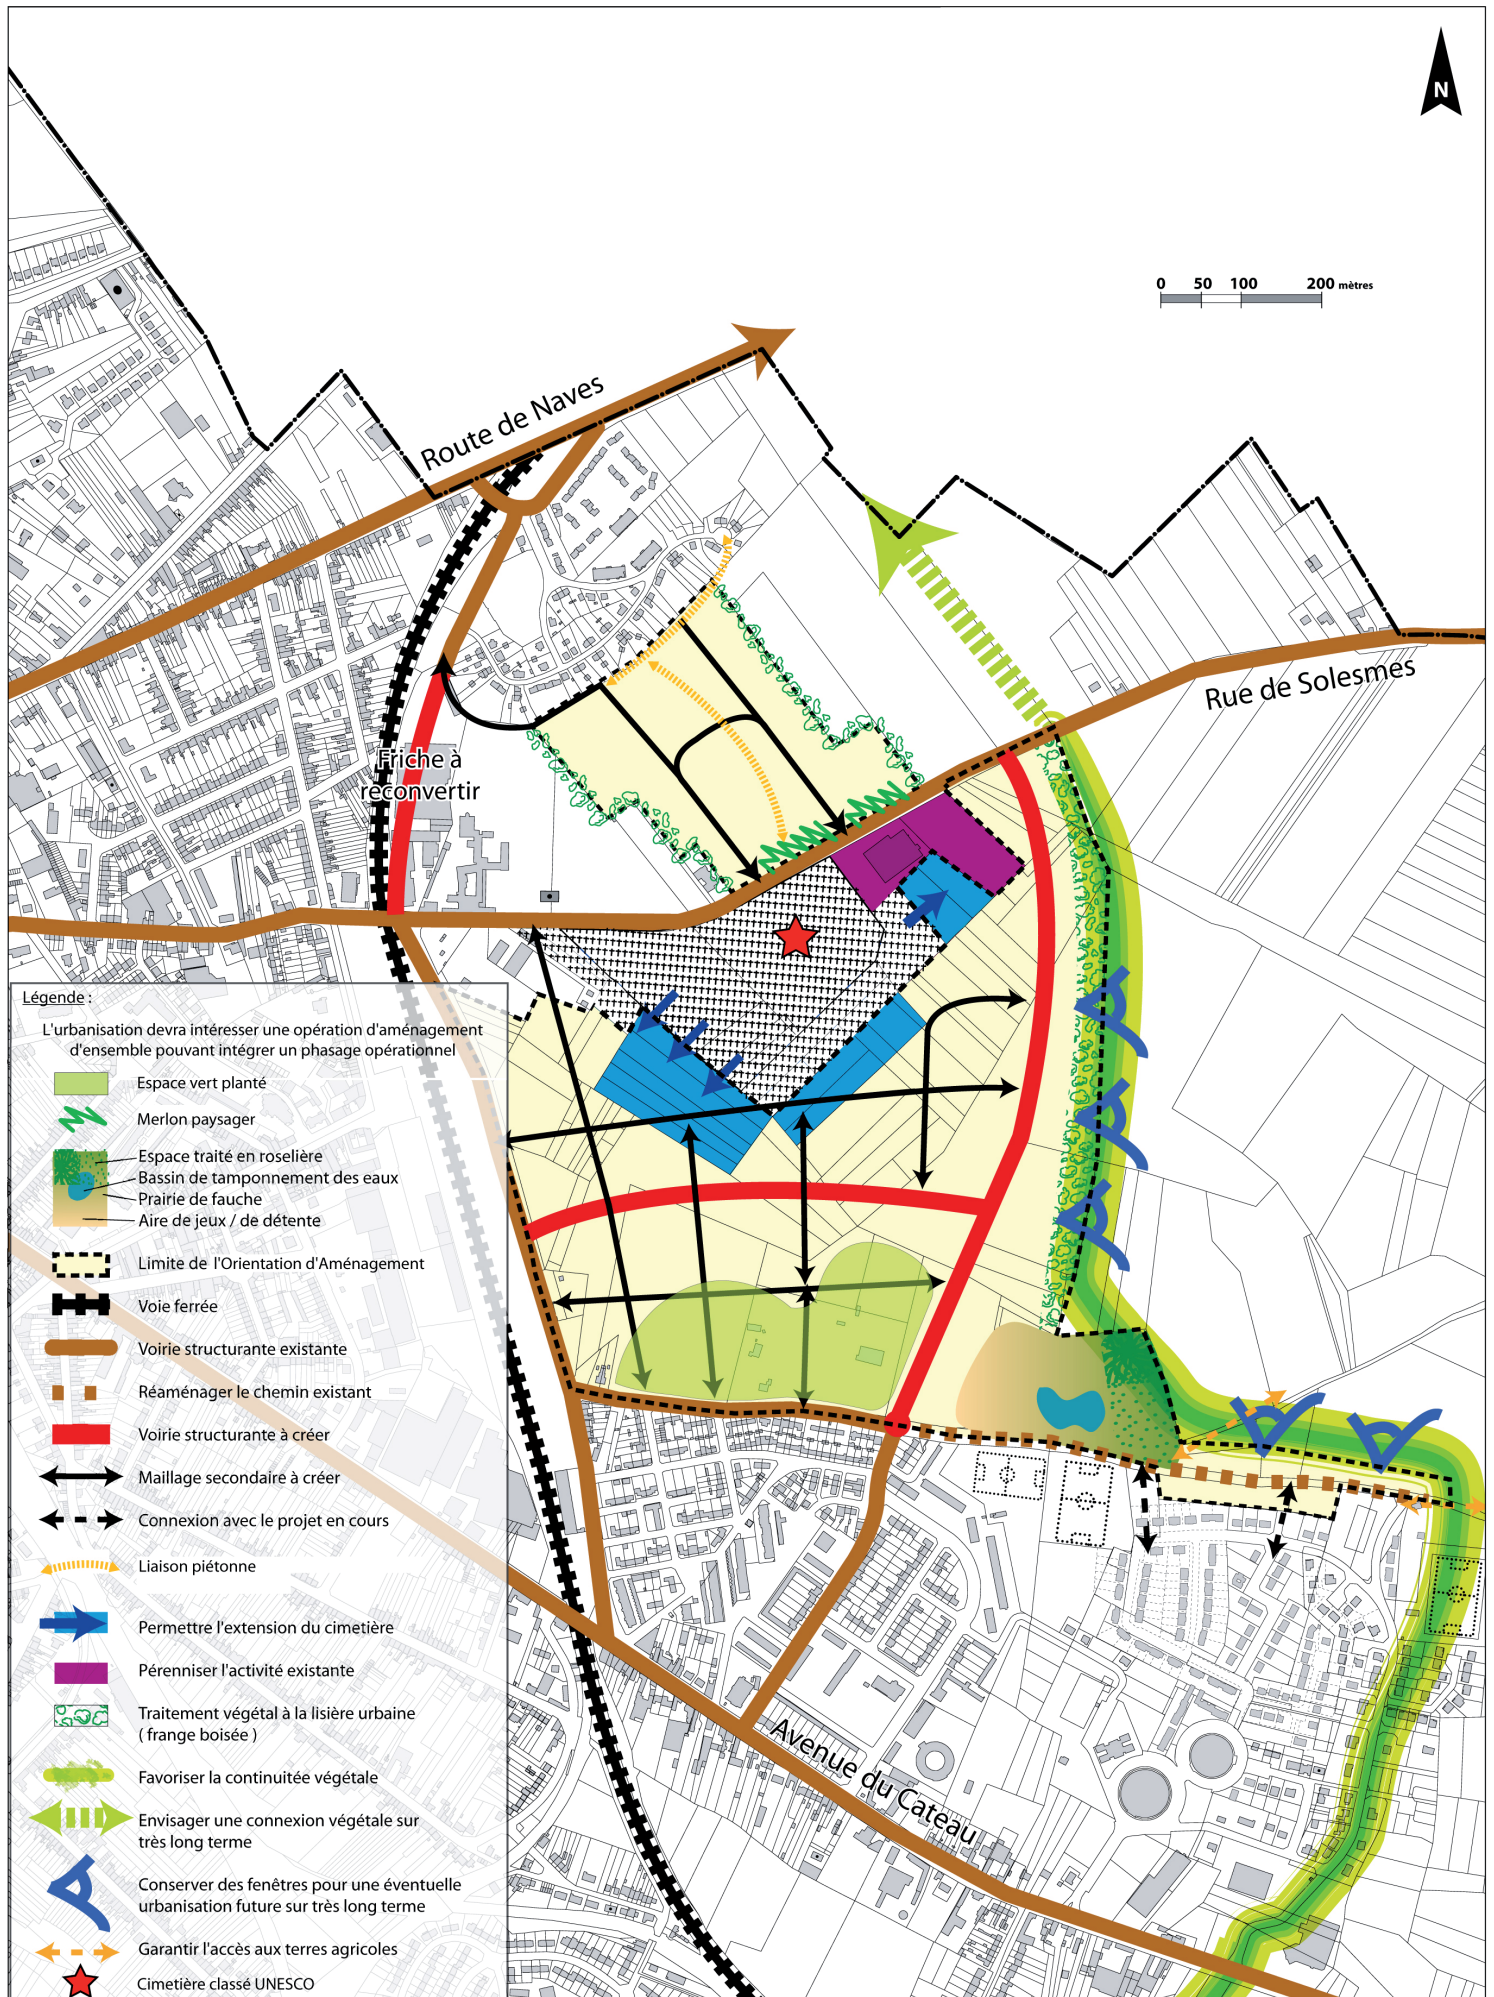 N
0 50 100 200 mètres
Route de Naves
Rue de Solesmes
Friche à
reconvertir
Légende :
L'urbanisation devra intéresser une opération d'aménagement
d'ensemble pouvant intégrer un phasage opérationnel
Espace vert planté
Merlon paysager
Espace traité en roselière
Bassin de tamponnement des eaux
Prairie de fauche
Aire de jeux / de détente
Limite de l'Orientation d'Aménagement
Voie ferrée
Voirie structurante existante
Réaménager le chemin existant
Voirie structurante à créer
Maillage secondaire à créer
Connexion avec le projet en cours
Liaison piétonne
Permettre l'extension du cimetière
Pérenniser l'activité existante
Traitement végétal à la lisière urbaine
( frange boisée )
Favoriser la continuitée végétale
Envisager une connexion végétale sur
très long terme
Conserver des fenêtres pour une éventuelle
urbanisation future sur très long terme
Garantir l'accès aux terres agricoles
Cimetière classé UNESCO
Avenue du Cateau